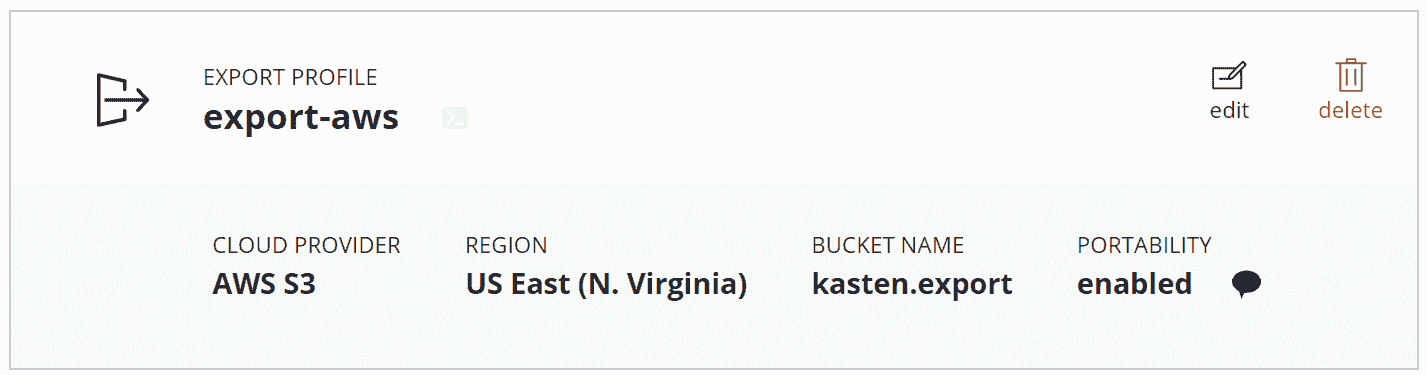 EXPORT PROFILE
export-aws
edit
delete
CLOUD PROVIDER
AWS S3
REGION
US East (N. Virginia)
BUCKET NAME
kasten.export
PORTABILITY
enabled